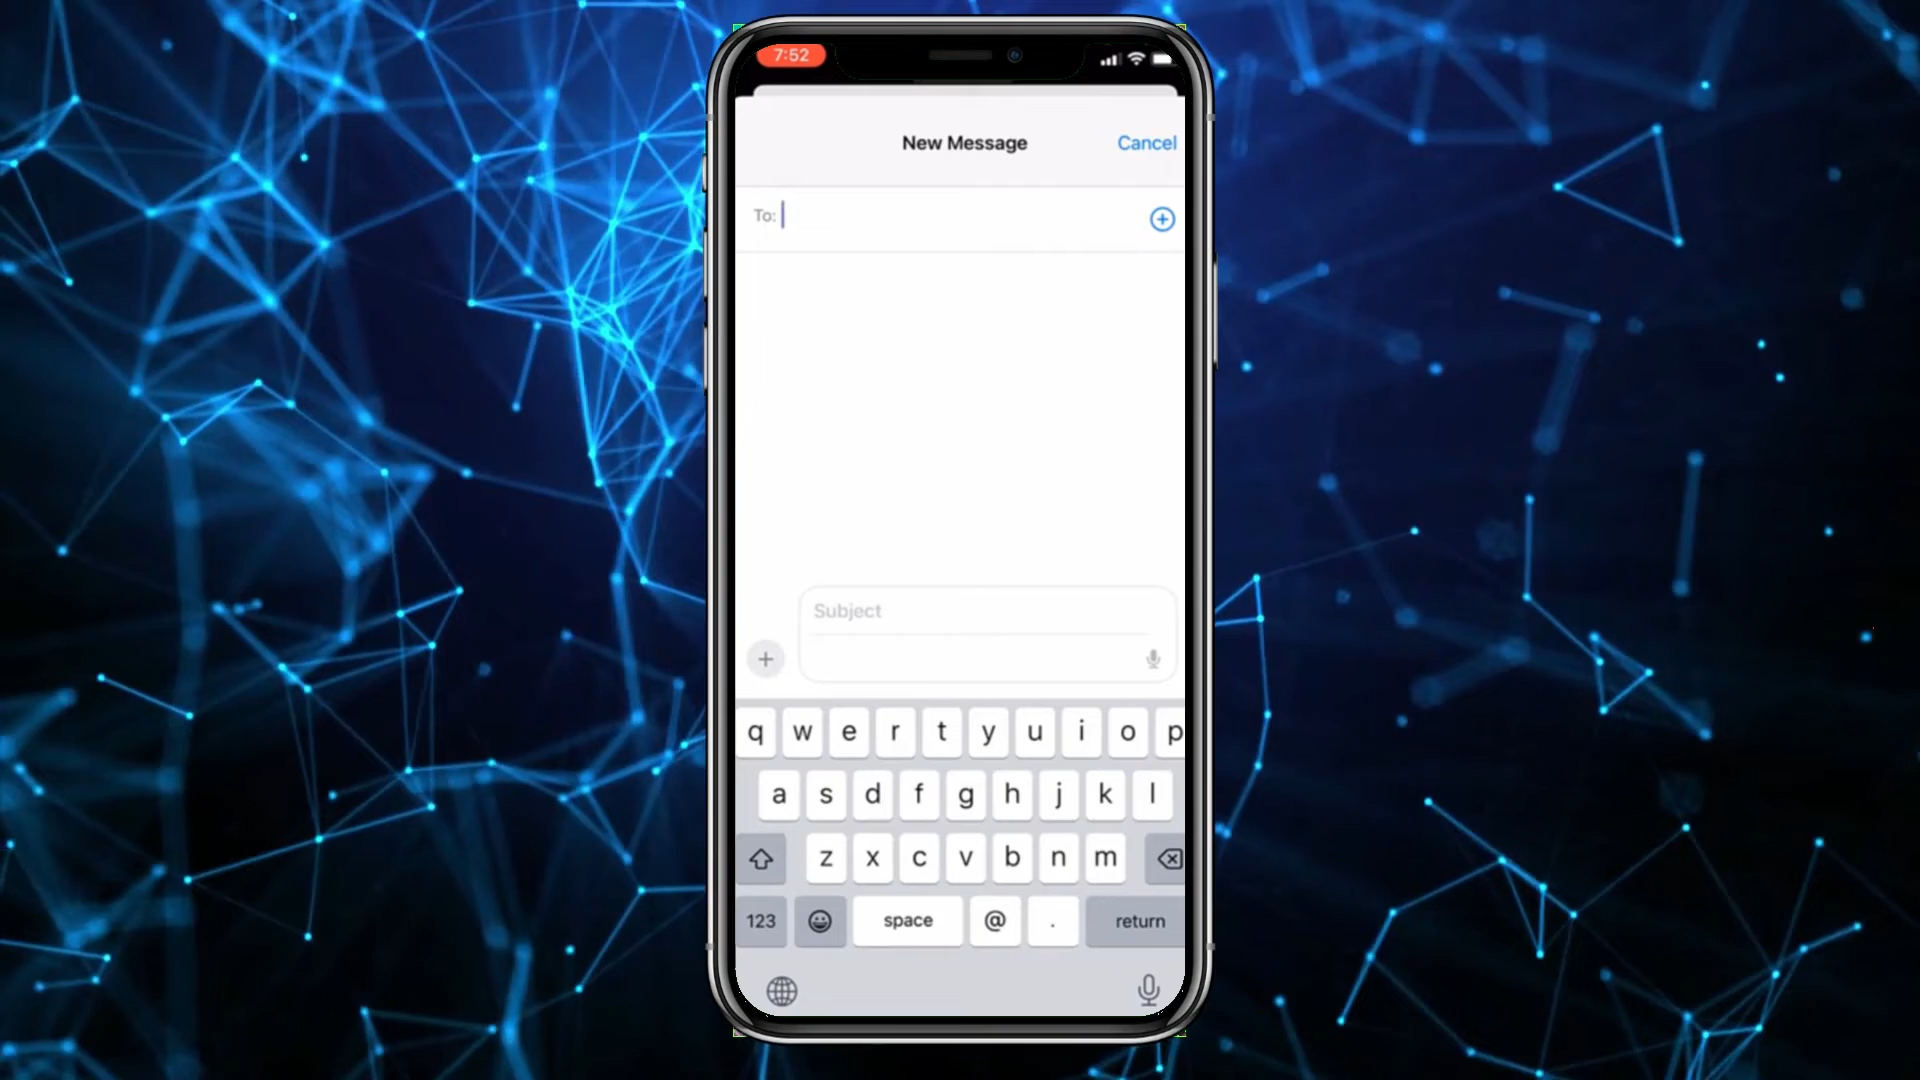 7:52
New Message
Cancel
To:
Subject
q w e r t y u i o p
a s d f g h j k l
z x c v b n m
123 space @ . return